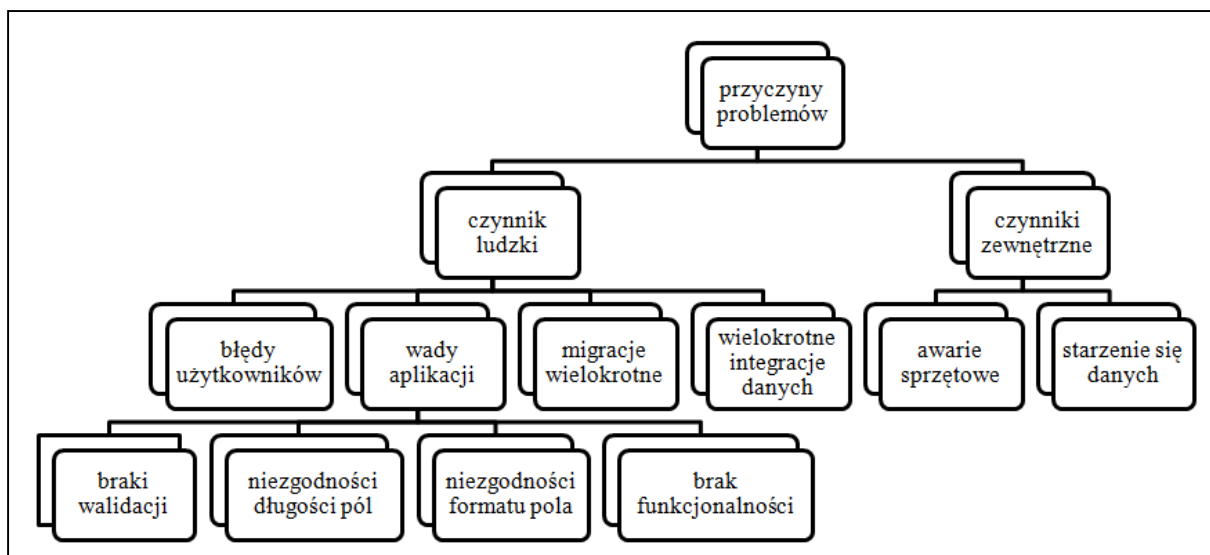 przyczyny
problemów
czynnik
ludzki
czynniki
zewnętrzne
błędy
użytkowników
wady
aplikacji
migracje
wielokrotne
wielokrotne
integracje
danych
awarie
sprzętowe
starzenie się
danych
braki
walidacji
niezgodności
długości pól
niezgodności
formatu pola
brak
funkcjonalności